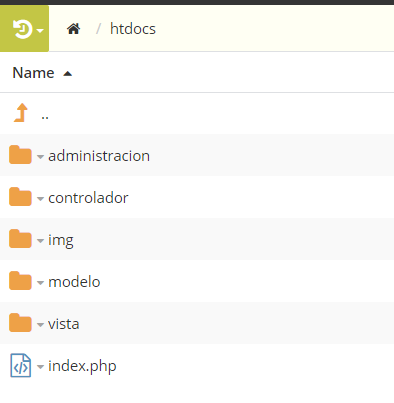 / htdocs
Name
..
administracion
controlador
img
modelo
vista
index.php